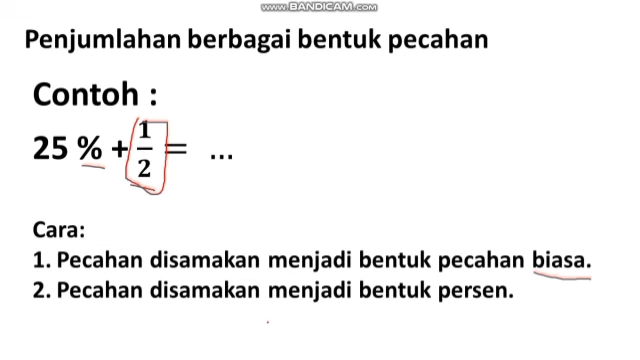 www.BANDICAM.com
Penjumlahan berbagai bentuk pecahan
Contoh :
25 % + 1/2 = ...
Cara:
1. Pecahan disamakan menjadi bentuk pecahan biasa.
2. Pecahan disamakan menjadi bentuk persen.